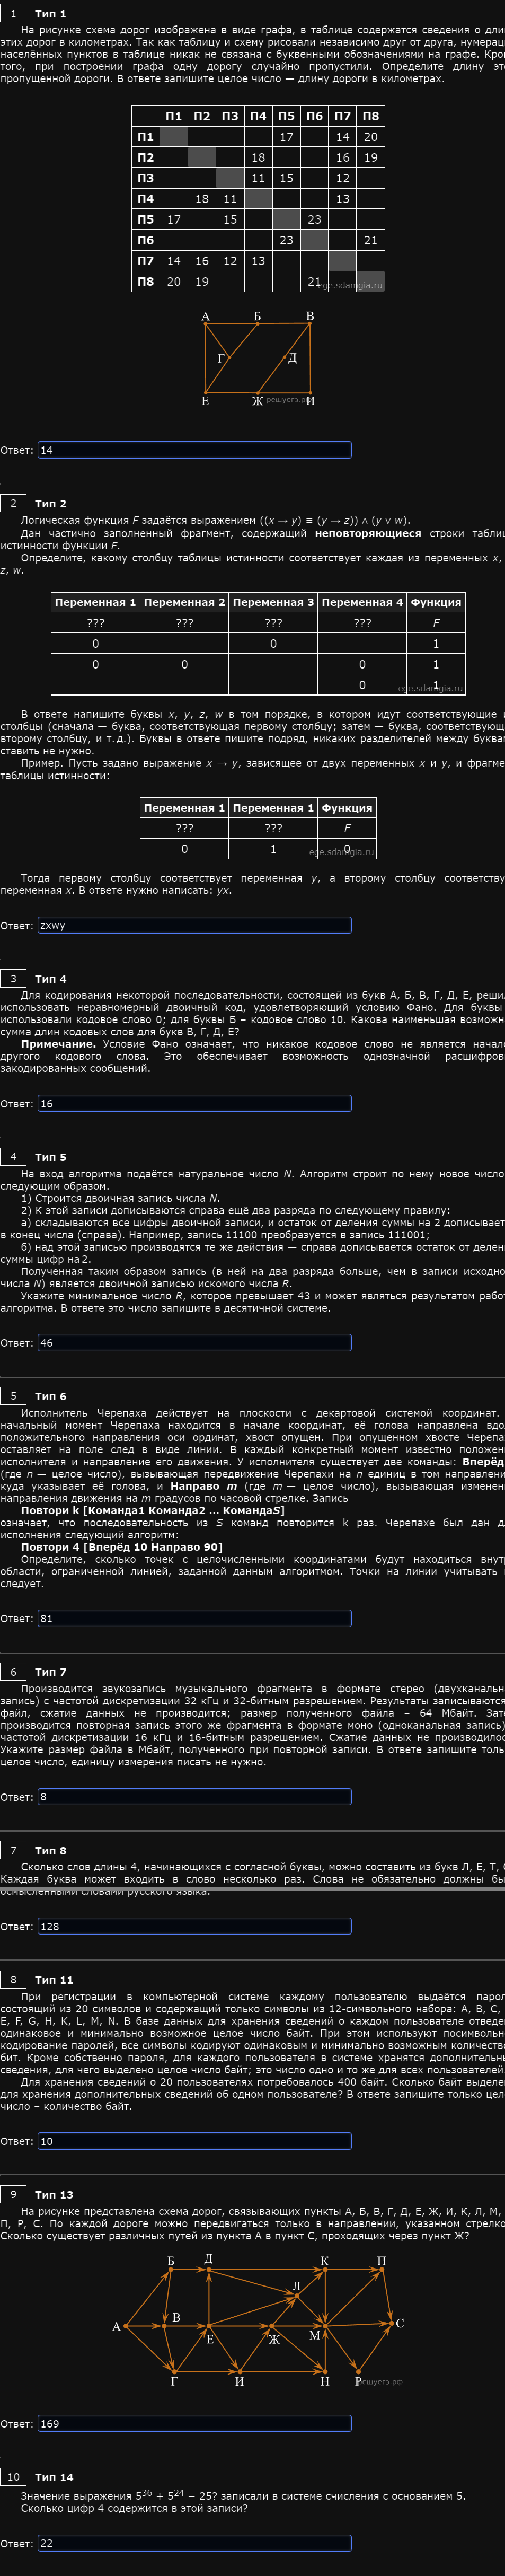 1 Тип 1
На рисунке схема дорог изображена в виде графа, в таблице содержатся сведения о дли
этих дорог в километрах. Так как таблицу и схему рисовали независимо друг от друга, нумерац
населённых пунктов в таблице никак не связана с буквенными обозначениями на графе. Кро
того, при построении графа одну дорогу случайно пропустили. Определите длину эт
пропущенной дороги. В ответе запишите целое число — длину дороги в километрах.
П1 П2 П3 П4 П5 П6 П7 П8
П1 17 14 20
П2 18 16 19
П3 11 15 12
П4 18 11 13
П5 17 15 23
П6 23 21
П7 14 16 12 13
П8 20 19 21
ege.sdamgia.ru
А Б В
Г Д
Е Ж И
решуегэ.рф
Ответ: 14
2 Тип 2
Логическая функция F задаётся выражением ((x → y) ≡ (y → z)) ∧ (y ∨ w).
Дан частично заполненный фрагмент, содержащий неповторяющиеся строки таблиц
истинности функции F.
Определите, какому столбцу таблицы истинности соответствует каждая из переменных x,
z, w.
Переменная 1 Переменная 2 Переменная 3 Переменная 4 Функция
??? ??? ??? ??? F
0 0 1
0 0 0 1
0 1
ege.sdamgia.ru
В ответе напишите буквы x, y, z, w в том порядке, в котором идут соответствующие
столбцы (сначала — буква, соответствующая первому столбцу; затем — буква, соответствующ
второму столбцу, и т. д.). Буквы в ответе пишите подряд, никаких разделителей между буква
ставить не нужно.
Пример. Пусть задано выражение x → y, зависящее от двух переменных x и y, и фрагме
таблицы истинности:
Переменная 1 Переменная 1 Функция
??? ??? F
0 1 0
ege.sdamgia.ru
Тогда первому столбцу соответствует переменная y, а второму столбцу соответству
переменная x. В ответе нужно написать: yx.
Ответ: zxwy
3 Тип 4
Для кодирования некоторой последовательности, состоящей из букв А, Б, В, Г, Д, Е, реши
использовать неравномерный двоичный код, удовлетворяющий условию Фано. Для буквы
использовали кодовое слово 0; для буквы Б – кодовое слово 10. Какова наименьшая возможн
сумма длин кодовых слов для букв В, Г, Д, Е?
Примечание. Условие Фано означает, что никакое кодовое слово не является начал
другого кодового слова. Это обеспечивает возможность однозначной расшифров
закодированных сообщений.
Ответ: 16
4 Тип 5
На вход алгоритма подаётся натуральное число N. Алгоритм строит по нему новое число
следующим образом.
1) Строится двоичная запись числа N.
2) К этой записи дописываются справа ещё два разряда по следующему правилу:
а) складываются все цифры двоичной записи, и остаток от деления суммы на 2 дописывает
в конец числа (справа). Например, запись 11100 преобразуется в запись 111001;
б) над этой записью производятся те же действия — справа дописывается остаток от делен
суммы цифр на 2.
Полученная таким образом запись (в ней на два разряда больше, чем в записи исходно
числа N) является двоичной записью искомого числа R.
Укажите минимальное число R, которое превышает 43 и может являться результатом работ
алгоритма. В ответе это число запишите в десятичной системе.
Ответ: 46
5 Тип 6
Исполнитель Черепаха действует на плоскости с декартовой системой координат.
начальный момент Черепаха находится в начале координат, её голова направлена вдол
положительного направления оси ординат, хвост опущен. При опущенном хвосте Черепа
оставляет на поле след в виде линии. В каждый конкретный момент известно положен
исполнителя и направление его движения. У исполнителя существует две команды: Вперёд
(где n — целое число), вызывающая передвижение Черепахи на n единиц в том направлени
куда указывает её голова, и Направо m (где m — целое число), вызывающая изменен
направления движения на m градусов по часовой стрелке. Запись
Повтори k [Команда1 Команда2 … КомандаS]
означает, что последовательность из S команд повторится k раз. Черепахе был дан д
исполнения следующий алгоритм:
Повтори 4 [Вперёд 10 Направо 90]
Определите, сколько точек с целочисленными координатами будут находиться внутр
области, ограниченной линией, заданной данным алгоритмом. Точки на линии учитывать
следует.
Ответ: 81
6 Тип 7
Производится звукозапись музыкального фрагмента в формате стерео (двухканальн
запись) с частотой дискретизации 32 кГц и 32-битным разрешением. Результаты записываются
файл, сжатие данных не производится; размер полученного файла – 64 Мбайт. Зате
производится повторная запись этого же фрагмента в формате моно (одноканальная запись)
частотой дискретизации 16 кГц и 16-битным разрешением. Сжатие данных не производилос
Укажите размер файла в Мбайт, полученного при повторной записи. В ответе запишите толь
целое число, единицу измерения писать не нужно.
Ответ: 8
7 Тип 8
Сколько слов длины 4, начинающихся с согласной буквы, можно составить из букв Л, Е, Т,
Каждая буква может входить в слово несколько раз. Слова не обязательно должны бы
осмысленными словами русского языка.
Ответ: 128
8 Тип 11
При регистрации в компьютерной системе каждому пользователю выдаётся парол
состоящий из 20 символов и содержащий только символы из 12-символьного набора: A, B, C,
E, F, G, H, K, L, M, N. В базе данных для хранения сведений о каждом пользователе отведе
одинаковое и минимально возможное целое число байт. При этом используют посимвольн
кодирование паролей, все символы кодируют одинаковым и минимально возможным количество
бит. Кроме собственно пароля, для каждого пользователя в системе хранятся дополнительн
сведения, для чего выделено целое число байт; это число одно и то же для всех пользователей
Для хранения сведений о 20 пользователях потребовалось 400 байт. Сколько байт выделе
для хранения дополнительных сведений об одном пользователе? В ответе запишите только цел
число – количество байт.
Ответ: 10
9 Тип 13
На рисунке представлена схема дорог, связывающих пункты А, Б, В, Г, Д, Е, Ж, И, К, Л, М,
П, Р, С. По каждой дороге можно передвигаться только в направлении, указанном стрелко
Сколько существует различных путей из пункта А в пункт С, проходящих через пункт Ж?
Б Д К П
Л
А В Е Ж М С
Г И Н Р
решуегэ.рф
Ответ: 169
10 Тип 14
Значение выражения 5³⁶ + 5²⁴ − 25? записали в системе счисления с основанием 5.
Сколько цифр 4 содержится в этой записи?
Ответ: 22